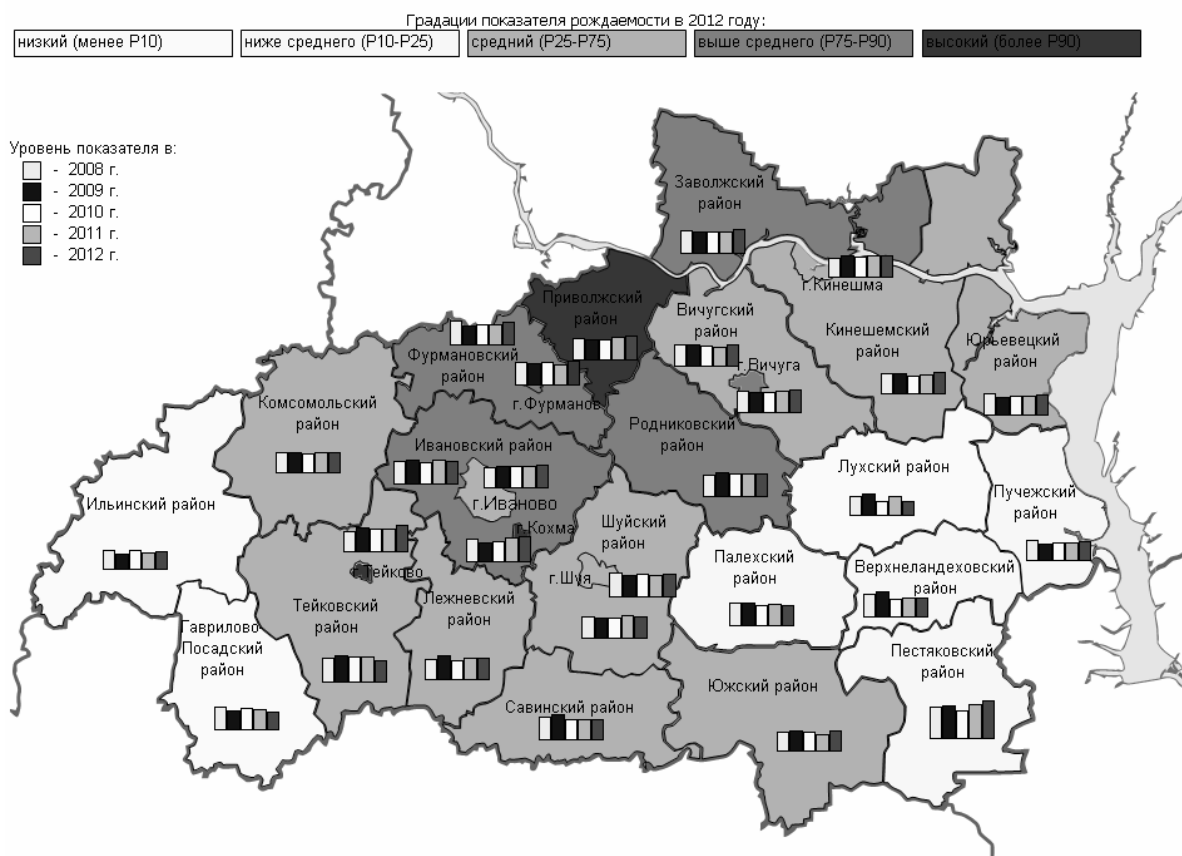 Градации показателя рождаемости в 2012 году:
низкий (менее P10)
ниже среднего (P10-P25)
средний (P25-P75)
выше среднего (P75-P90)
высокий (более P90)
Уровень показателя в:
- 2008 г.
- 2009 г.
- 2010 г.
- 2011 г.
- 2012 г.
Заволжский
район
г.Кинешма
Приволжский
район
Вичугский
район
Кинешемский
район
Юрьевецкий
район
Фурмановский
район
г.Вичуга
г.Фурманов
Комсомольский
район
Родниковский
район
Ивановский район
Лухский район
Пучежский
район
Ильинский район
г.Иваново
г.Кохма
Шуйский
район
Палехский
район
Верхнеландеховский
район
г.Тейково
г.Шуя
Тейковский
район
Лежневский
район
Гаврилово
Посадский
район
Пестяковский
район
Южский район
Савинский район